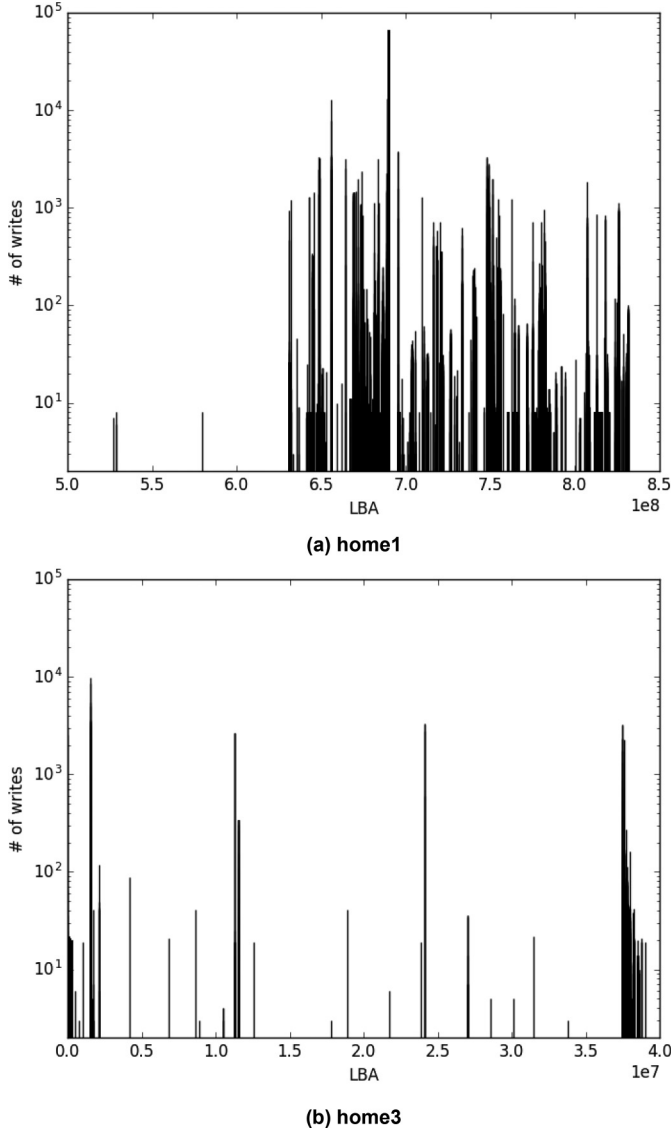 10^5
10^4
10^3
10^2
10^1
# of writes
5.0 5.5 6.0 6.5 7.0 7.5 8.0 8.5
LBA
1e8
(a) home1
10^5
10^4
10^3
10^2
10^1
# of writes
0.0 0.5 1.0 1.5 2.0 2.5 3.0 3.5 4.0
LBA
1e7
(b) home3